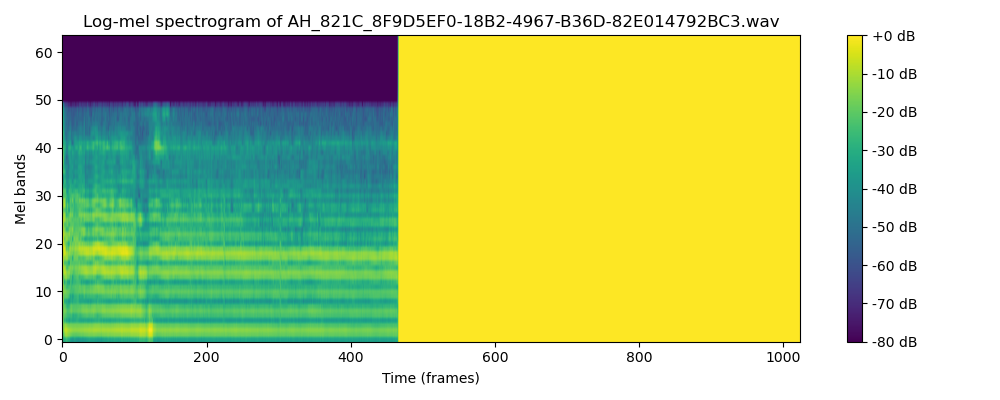 Log-mel spectrogram of AH_821C_8F9D5EF0-18B2-4967-B36D-82E014792BC3.wav
60
50
40
30
20
10
0
Mel bands
0 200 400 600 800 1000
Time (frames)
+0 dB
-10 dB
-20 dB
-30 dB
-40 dB
-50 dB
-60 dB
-70 dB
-80 dB